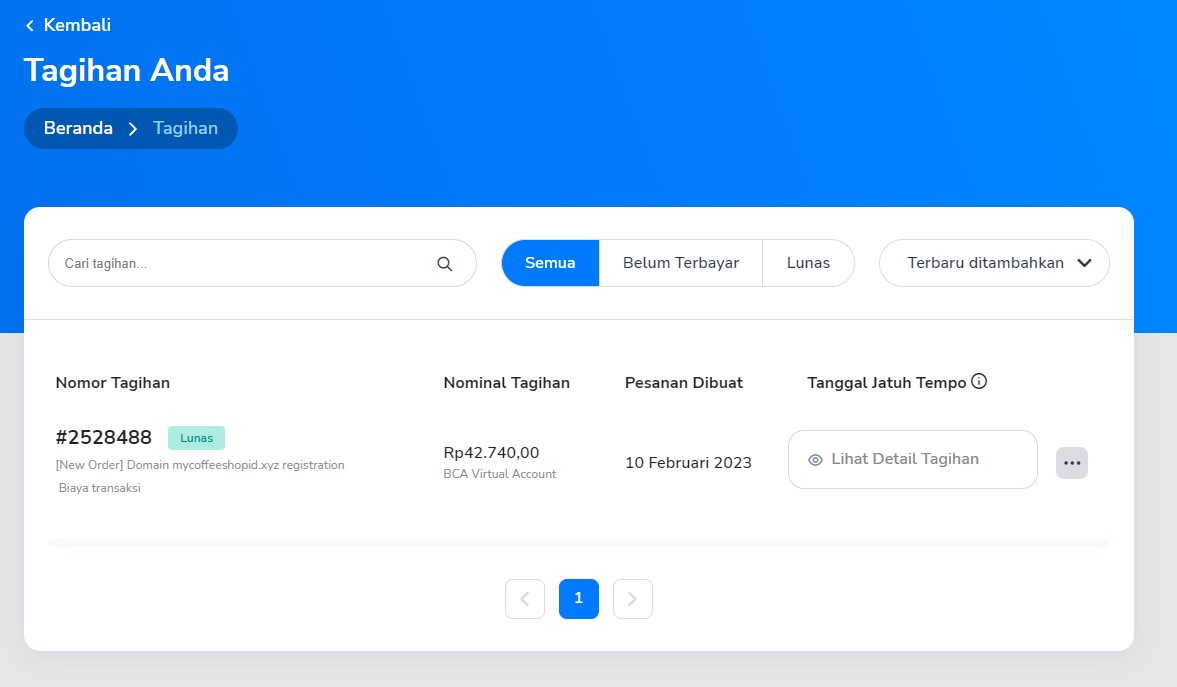 Kembali
Tagihan Anda
Beranda Tagihan
Cari tagihan...
Semua Belum Terbayar Lunas
Terbaru ditambahkan
Nomor Tagihan Nominal Tagihan Pesanan Dibuat Tanggal Jatuh Tempo
#2528488 Lunas
[New Order] Domain mycoffeeshopid.xyz registration
Biaya transaksi
Rp42.740,00
BCA Virtual Account
10 Februari 2023
Lihat Detail Tagihan
1